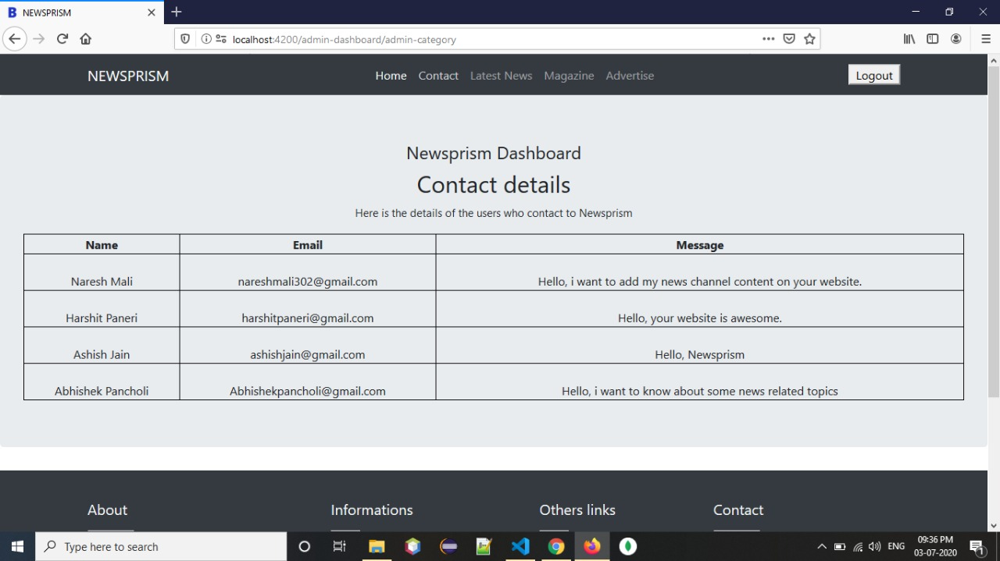 NEWSPRISM
localhost:4200/admin-dashboard/admin-category
NEWSPRISM Home Contact Latest News Magazine Advertise Logout
Newsprism Dashboard
Contact details
Here is the details of the users who contact to Newsprism
Name Email Message
Naresh Mali nareshmali302@gmail.com Hello, i want to add my news channel content on your website.
Harshit Paneri harshitpaneri@gmail.com Hello, your website is awesome.
Ashish Jain ashishjain@gmail.com Hello, Newsprism
Abhishek Pancholi Abhishekpancholi@gmail.com Hello, i want to know about some news related topics
About Informations Others links Contact
Type here to search
ENG
09:36 PM
03-07-2020
1